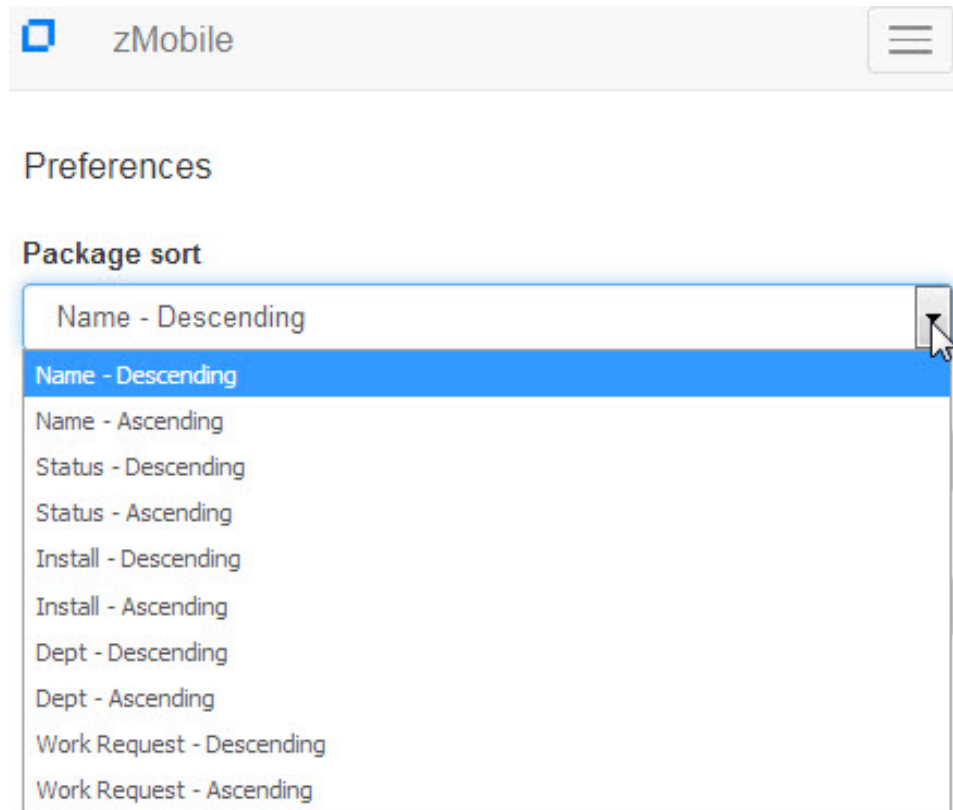 zMobile
Preferences
Package sort
Name - Descending
Name - Descending
Name - Ascending
Status - Descending
Status - Ascending
Install - Descending
Install - Ascending
Dept - Descending
Dept - Ascending
Work Request - Descending
Work Request - Ascending